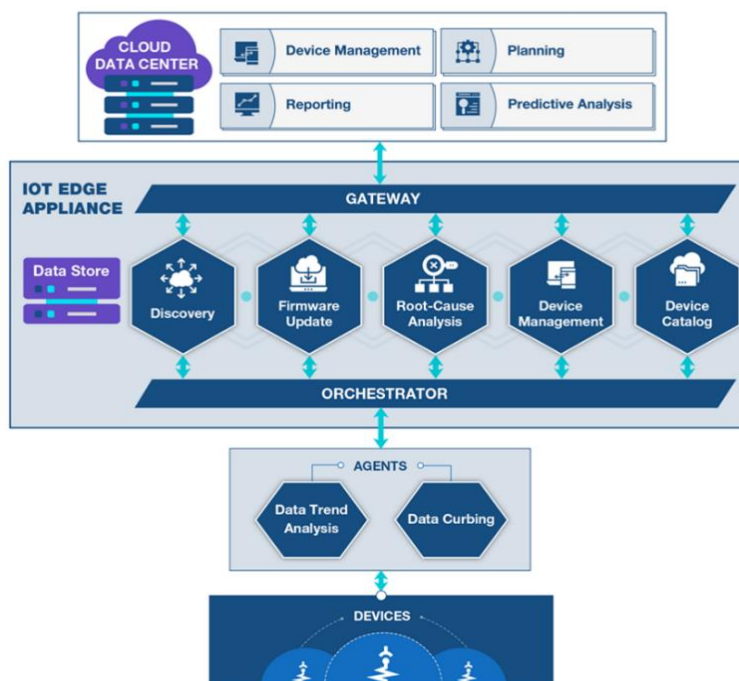 CLOUD
DATA CENTER
Device Management
Planning
Reporting
Predictive Analysis
IOT EDGE
APPLIANCE
GATEWAY
Data Store
Discovery
Firmware
Update
Root-Cause
Analysis
Device
Management
Device
Catalog
ORCHESTRATOR
AGENTS
Data Trend
Analysis
Data Curbing
DEVICES